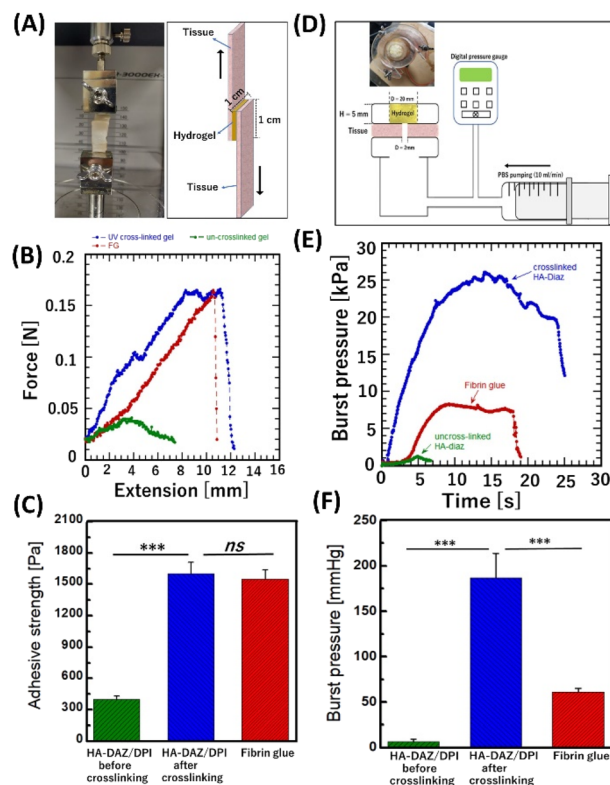 (A)
Tissue
1 cm
1 cm
Hydrogel
Tissue
(D)
Digital pressure gauge
D = 20 mm
H = 5 mm
Hydrogel
Tissue
D = 3mm
PBS pumping (10 ml/min)
(B)
UV cross-linked gel
un-crosslinked gel
FG
Force [N]
0.2
0.15
0.1
0.05
0.00
0 2 4 6 8 10 12 14 16
Extension [mm]
(E)
Burst pressure [kPa]
30
25
20
15
10
5
0
crosslinked
HA-Diaz
Fibrin glue
uncross-linked
HA-diaz
0 5 10 15 20 25 30
Time [s]
(C)
Adhesive strength [Pa]
2100
1800
1500
1200
900
600
300
0
***
ns
HA-DAZ/DPI
before
crosslinking
HA-DAZ/DPI
after
crosslinking
Fibrin glue
(F)
Burst pressure [mmHg]
250
200
150
100
50
0
***
***
HA-DAZ/DPI
before
crosslinking
HA-DAZ/DPI
after
crosslinking
Fibrin glue